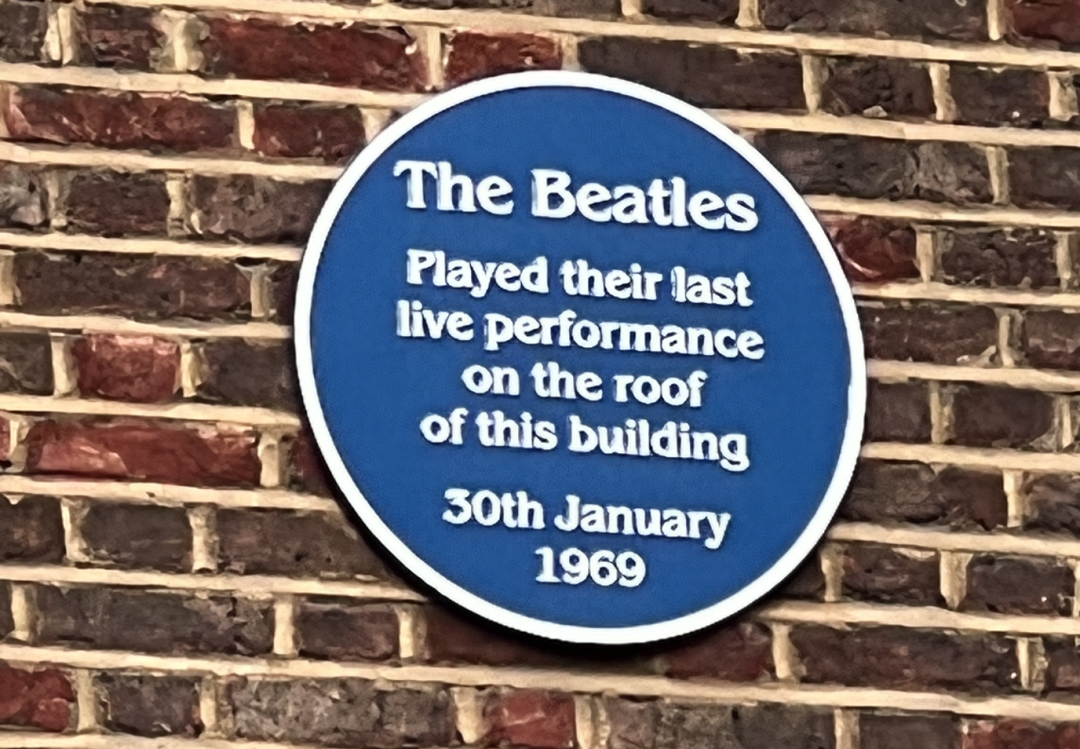 The Beatles
Played their last
live performance
on the roof
of this building
30th January
1969